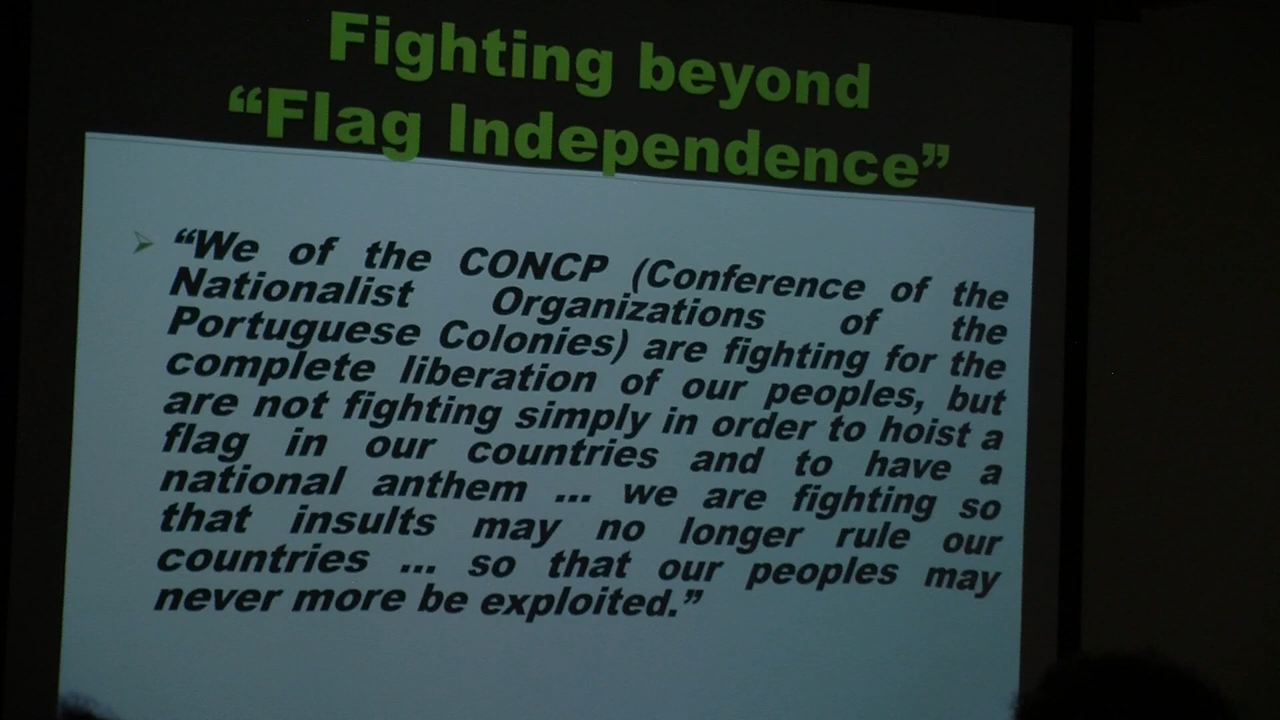 Fighting beyond
“Flag Independence”
“We of the CONCP (Conference of the
Nationalist Organizations of the
Portuguese Colonies) are fighting for the
complete liberation of our peoples, but
are not fighting simply in order to hoist a
flag in our countries and to have a
national anthem ... we are fighting so
that insults may no longer rule our
countries ... so that our peoples may
never more be exploited.”